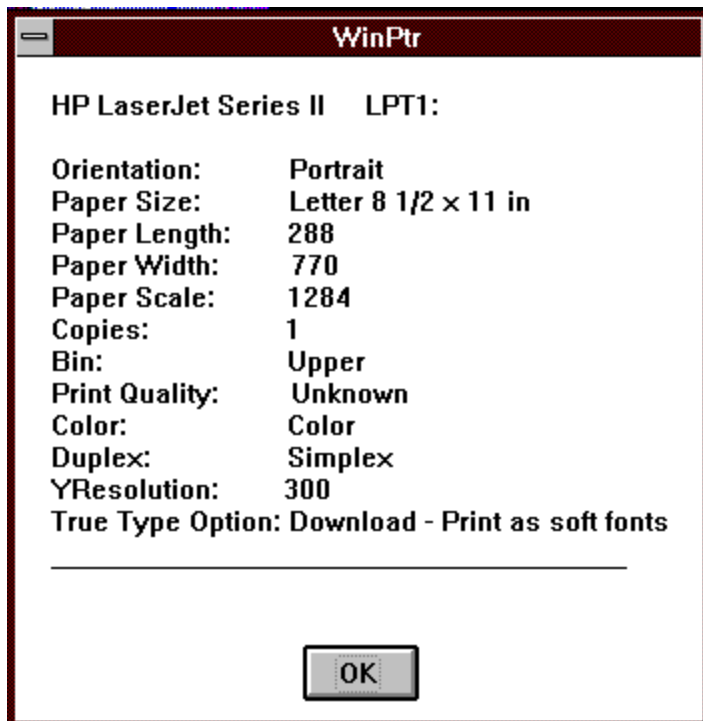 WinPtr
HP LaserJet Series II LPT1:
Orientation: Portrait
Paper Size: Letter 8 1/2 × 11 in
Paper Length: 288
Paper Width: 770
Paper Scale: 1284
Copies: 1
Bin: Upper
Print Quality: Unknown
Color: Color
Duplex: Simplex
YResolution: 300
True Type Option: Download - Print as soft fonts
OK